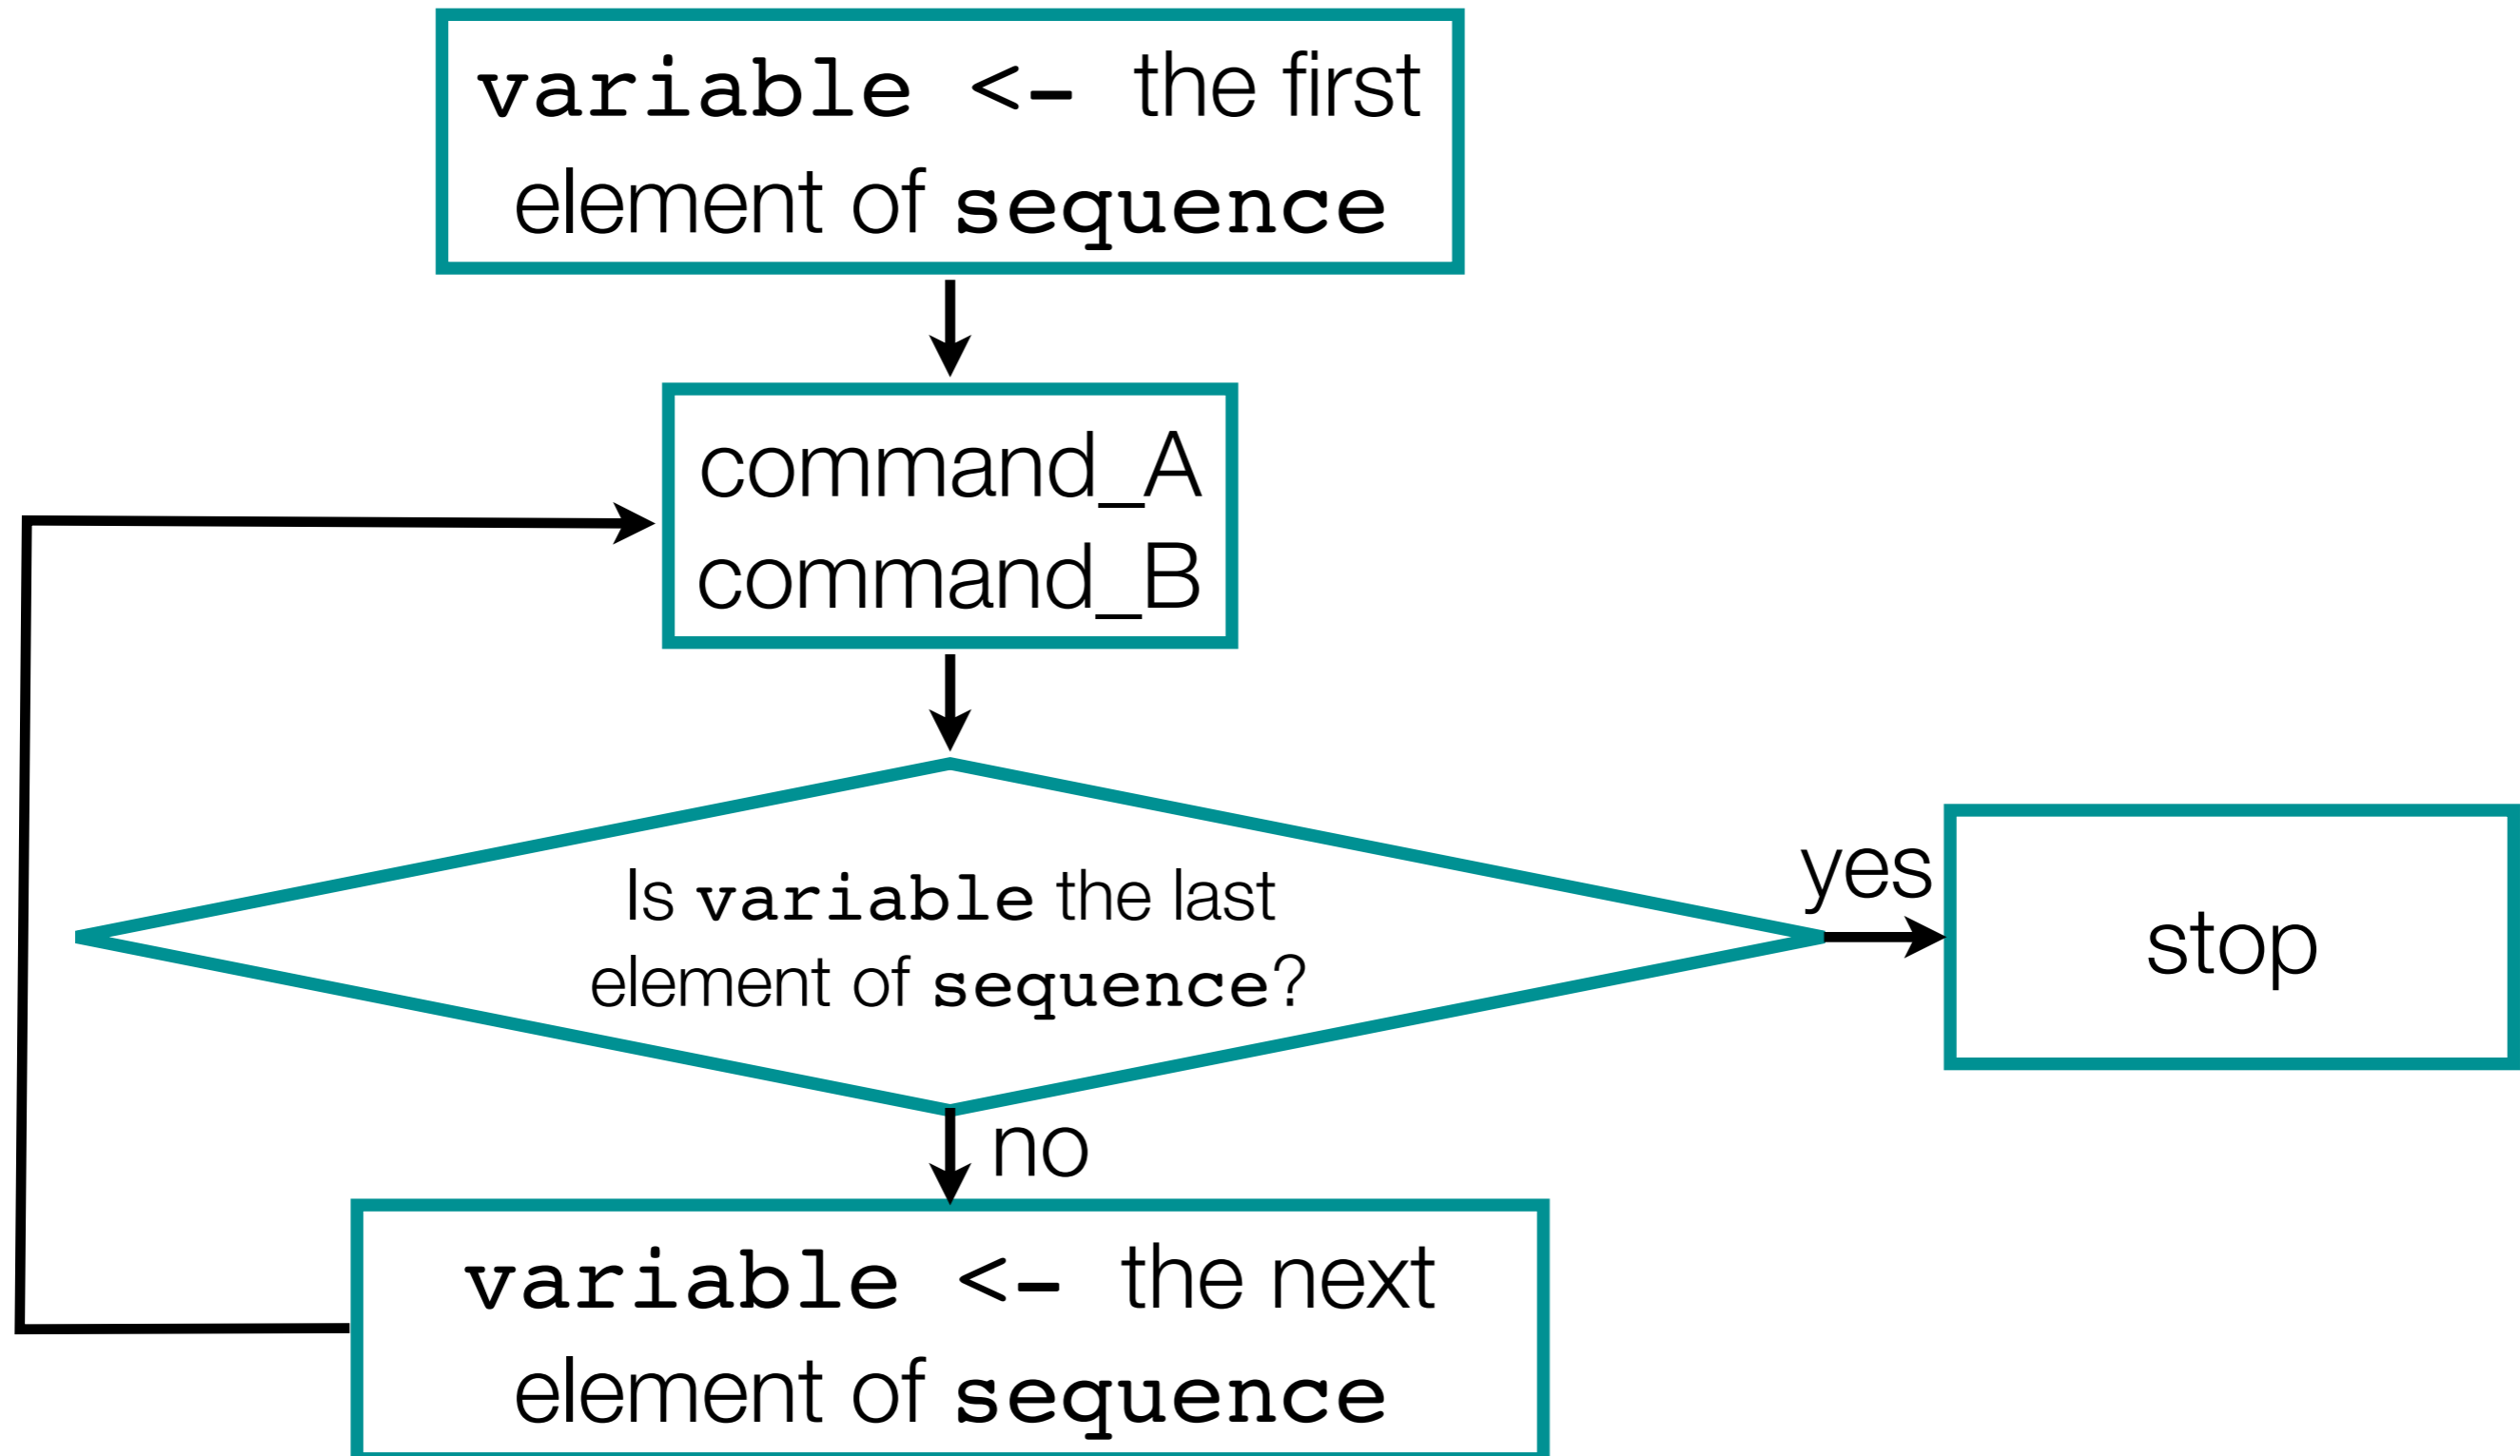 variable <- the first
element of sequence
command_A
command_B
Is variable the last
element of sequence?
yes
stop
no
variable <- the next
element of sequence